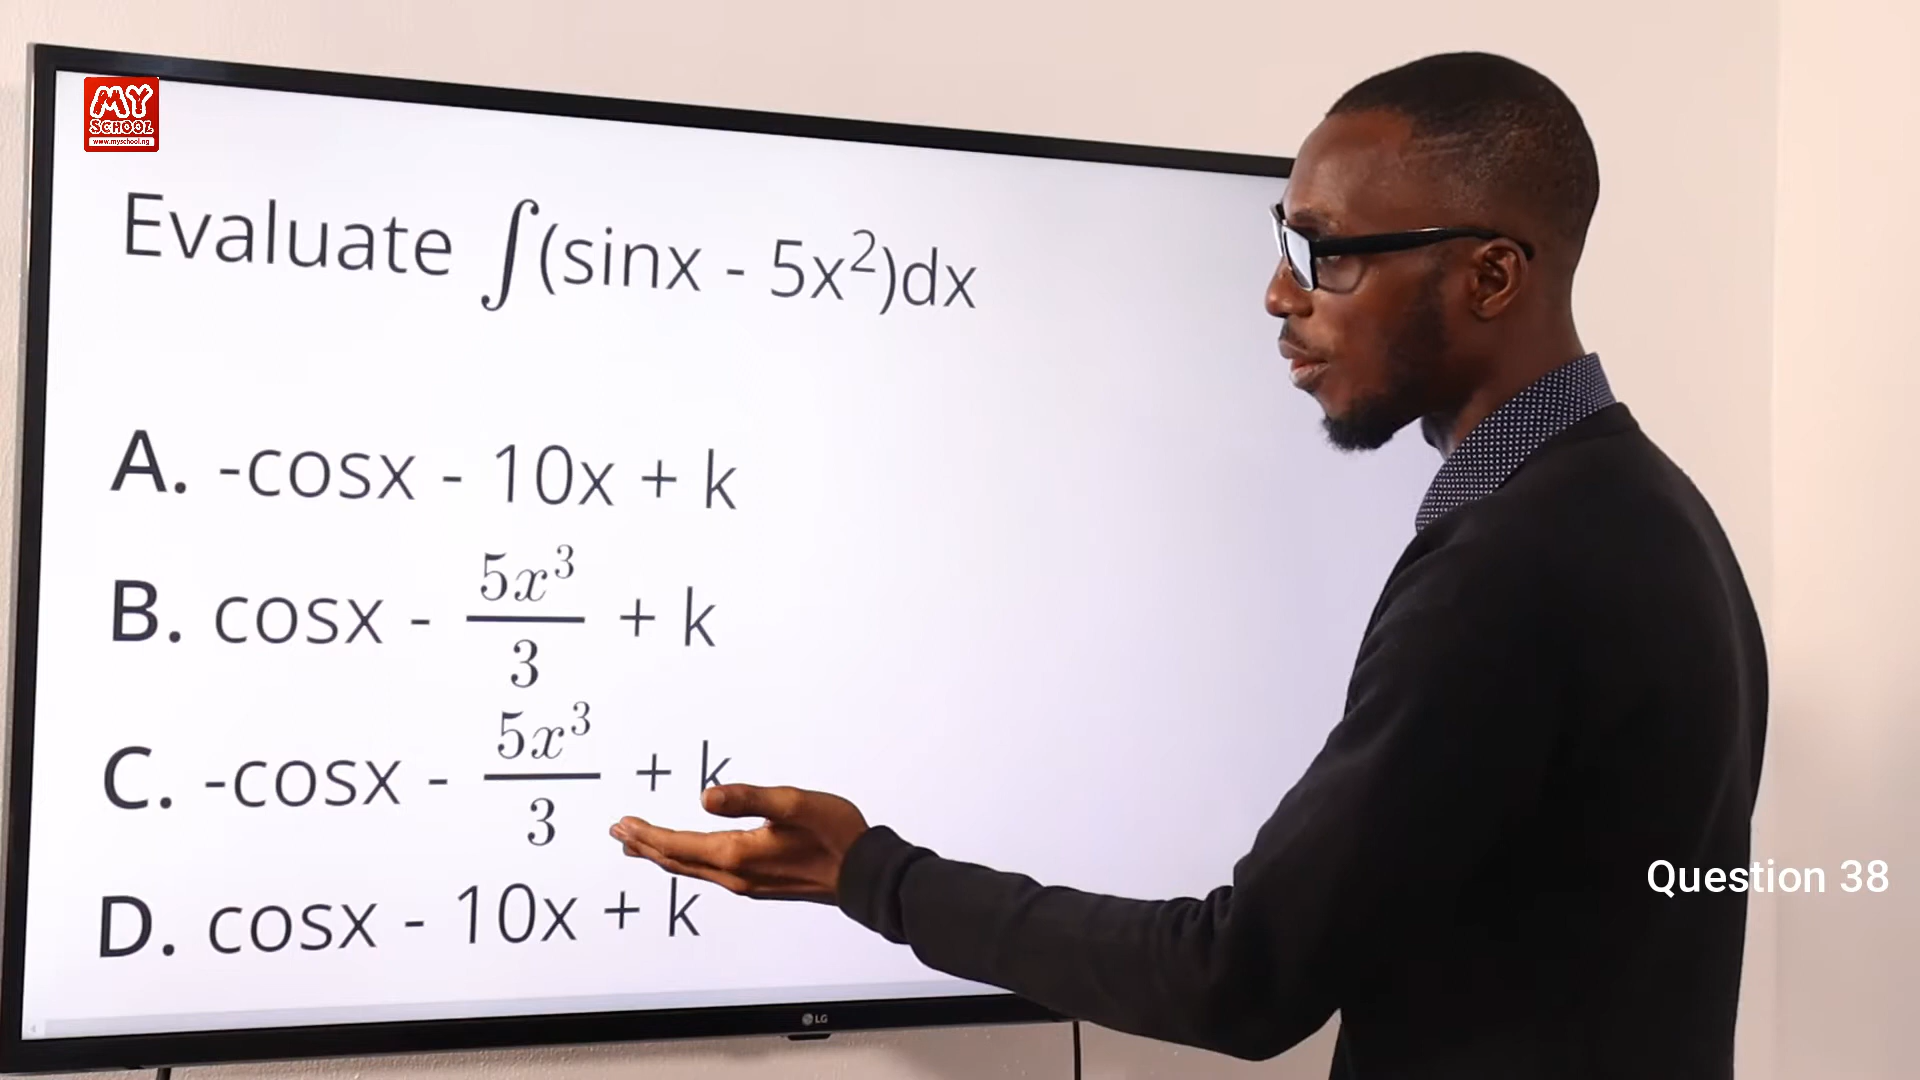 MY
SCHOOL
www.myschool.ng
Evaluate ∫(sinx - 5x²)dx
A. -cosx - 10x + k
B. cosx - 5x³/3 + k
C. -cosx - 5x³/3 + k
D. cosx - 10x + k
Question 38
LG